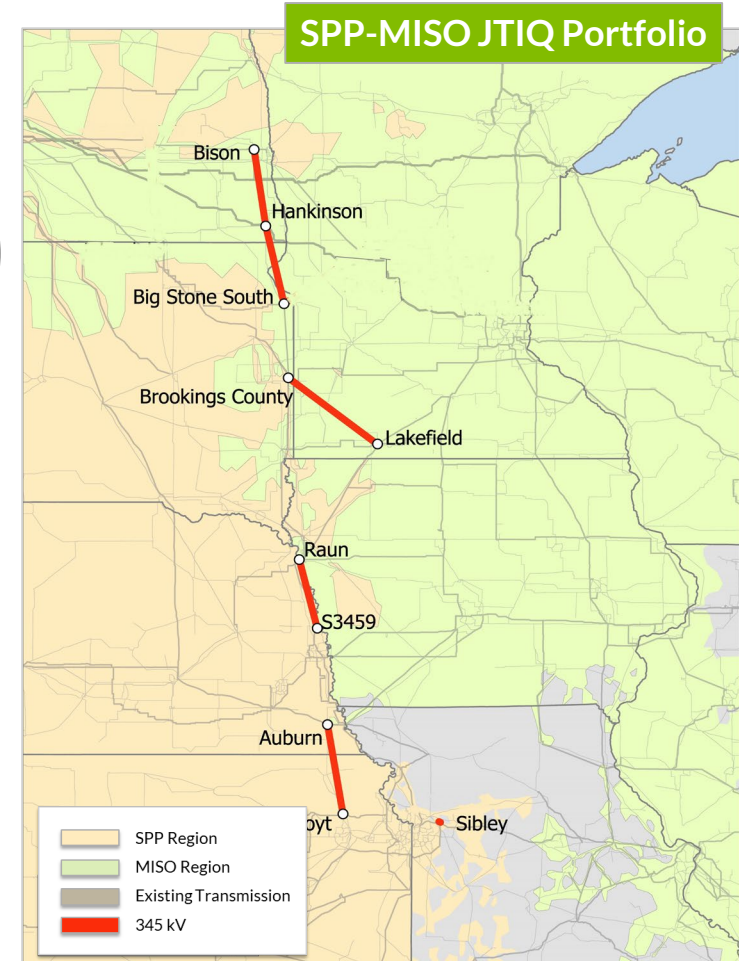 SPP-MISO JTIQ Portfolio
Bison
Hankinson
Big Stone South
Brookings County
Lakefield
Raun
S3459
Auburn
oyt
Sibley
SPP Region
MISO Region
Existing Transmission
345 kV